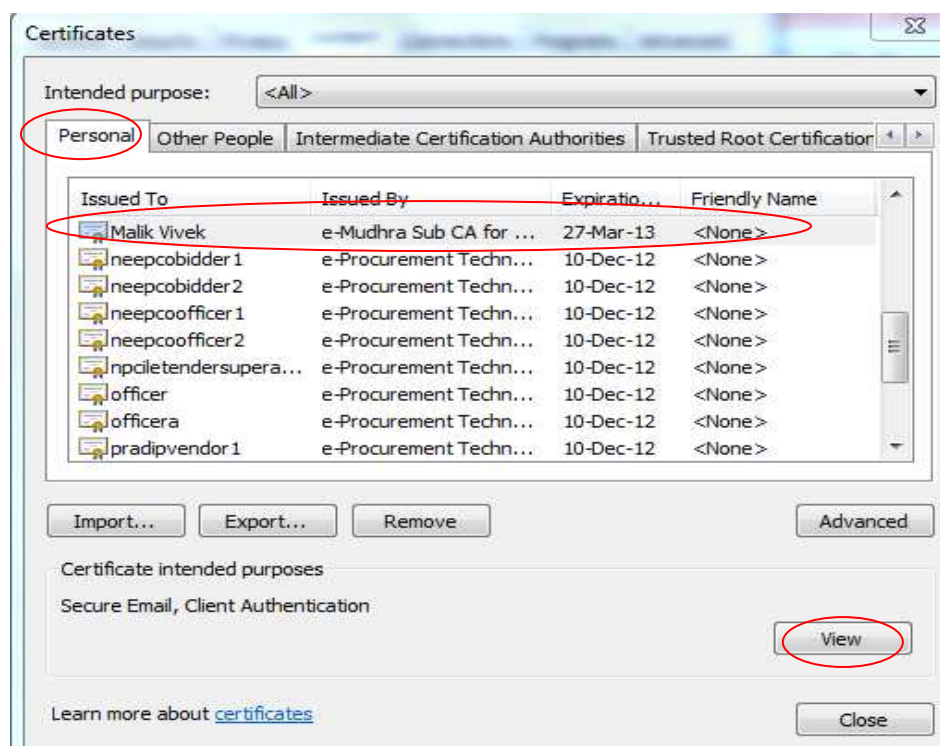 Certificates
Intended purpose: <All>
Personal Other People Intermediate Certification Authorities Trusted Root Certification
Issued To Issued By Expiratio... Friendly Name
Malik Vivek e-Mudhra Sub CA for ... 27-Mar-13 <None>
neepcobidder1 e-Procurement Techn... 10-Dec-12 <None>
neepcobidder2 e-Procurement Techn... 10-Dec-12 <None>
neepcoofficer1 e-Procurement Techn... 10-Dec-12 <None>
neepcoofficer2 e-Procurement Techn... 10-Dec-12 <None>
npciletendersupera... e-Procurement Techn... 10-Dec-12 <None>
officer e-Procurement Techn... 10-Dec-12 <None>
officera e-Procurement Techn... 10-Dec-12 <None>
pradipvendor1 e-Procurement Techn... 10-Dec-12 <None>
Import... Export... Remove Advanced
Certificate intended purposes
Secure Email, Client Authentication
View
Learn more about certificates
Close